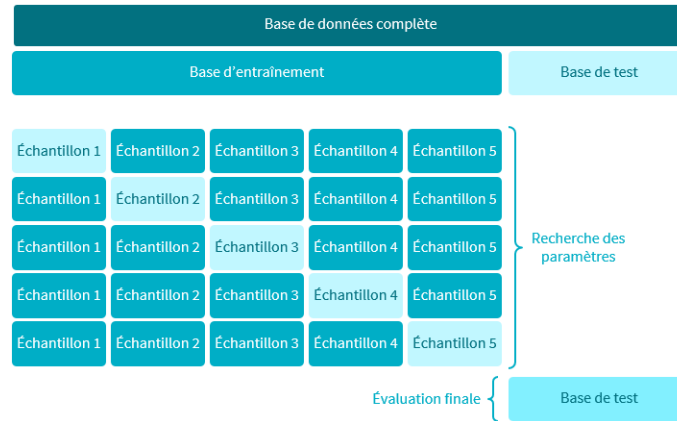 Base de données complète
Base d'entraînement Base de test
Échantillon 1 Échantillon 2 Échantillon 3 Échantillon 4 Échantillon 5
Échantillon 1 Échantillon 2 Échantillon 3 Échantillon 4 Échantillon 5
Échantillon 1 Échantillon 2 Échantillon 3 Échantillon 4 Échantillon 5
Échantillon 1 Échantillon 2 Échantillon 3 Échantillon 4 Échantillon 5
Échantillon 1 Échantillon 2 Échantillon 3 Échantillon 4 Échantillon 5
Recherche des
paramètres
Évaluation finale Base de test